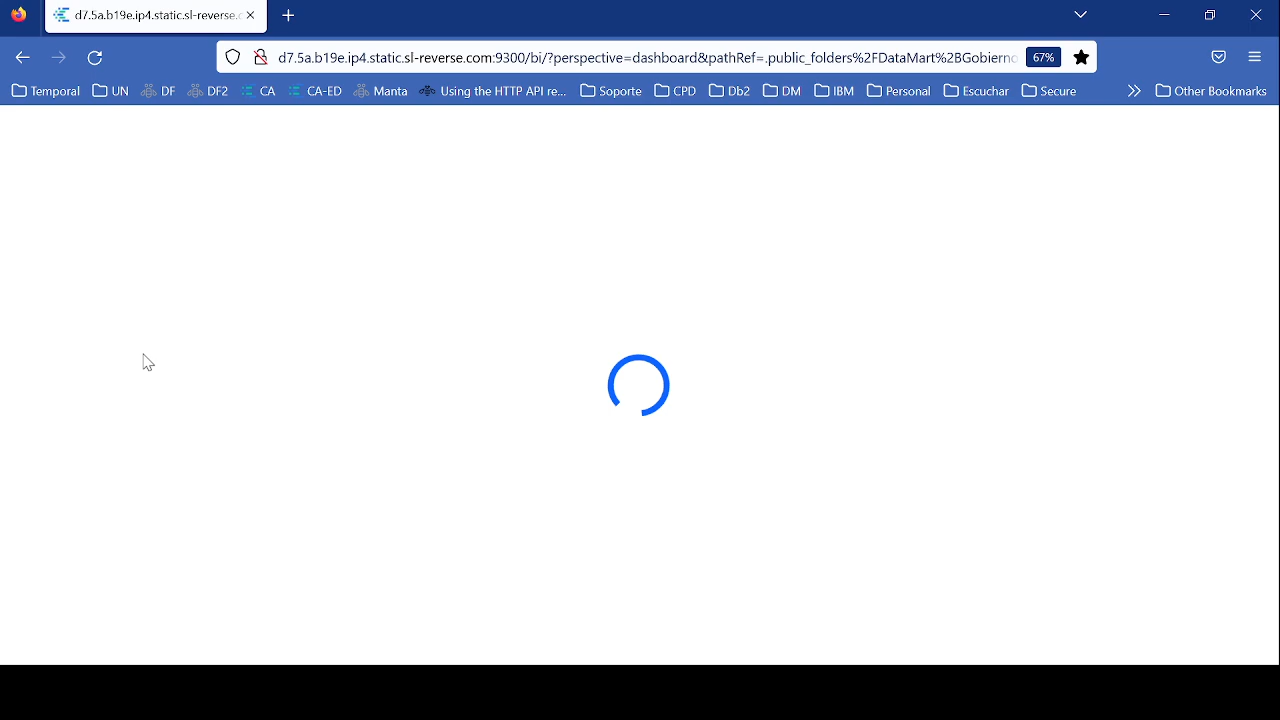 d7.5a.b19e.ip4.static.sl-reverse.c
d7.5a.b19e.ip4.static.sl-reverse.com:9300/bi/?perspective=dashboard&pathRef=.public_folders%2FDataMart%2BGobierno
67%
Temporal UN DF DF2 CA CA-ED Manta Using the HTTP API re... Soporte CPD Db2 DM IBM Personal Escuchar Secure Other Bookmarks